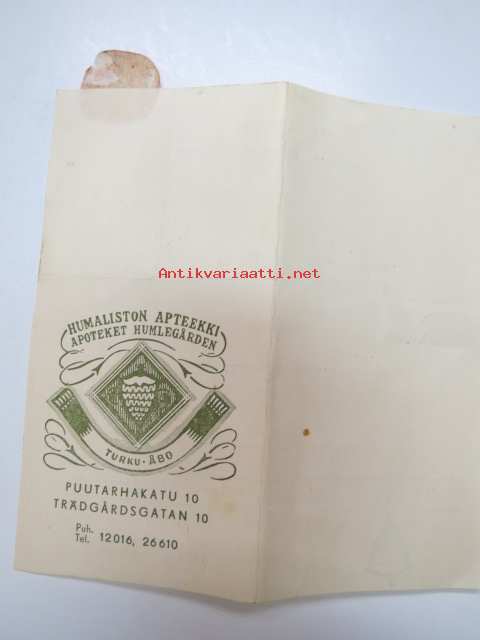 Antikvariaatti.net
HUMALISTON APTEEKKI
APOTEKET HUMLEGÅRDEN
TURKU - ÅBO
PUUTARHAKATU 10
TRÄDGÅRDSGATAN 10
Puh.
Tel. 12016, 26610